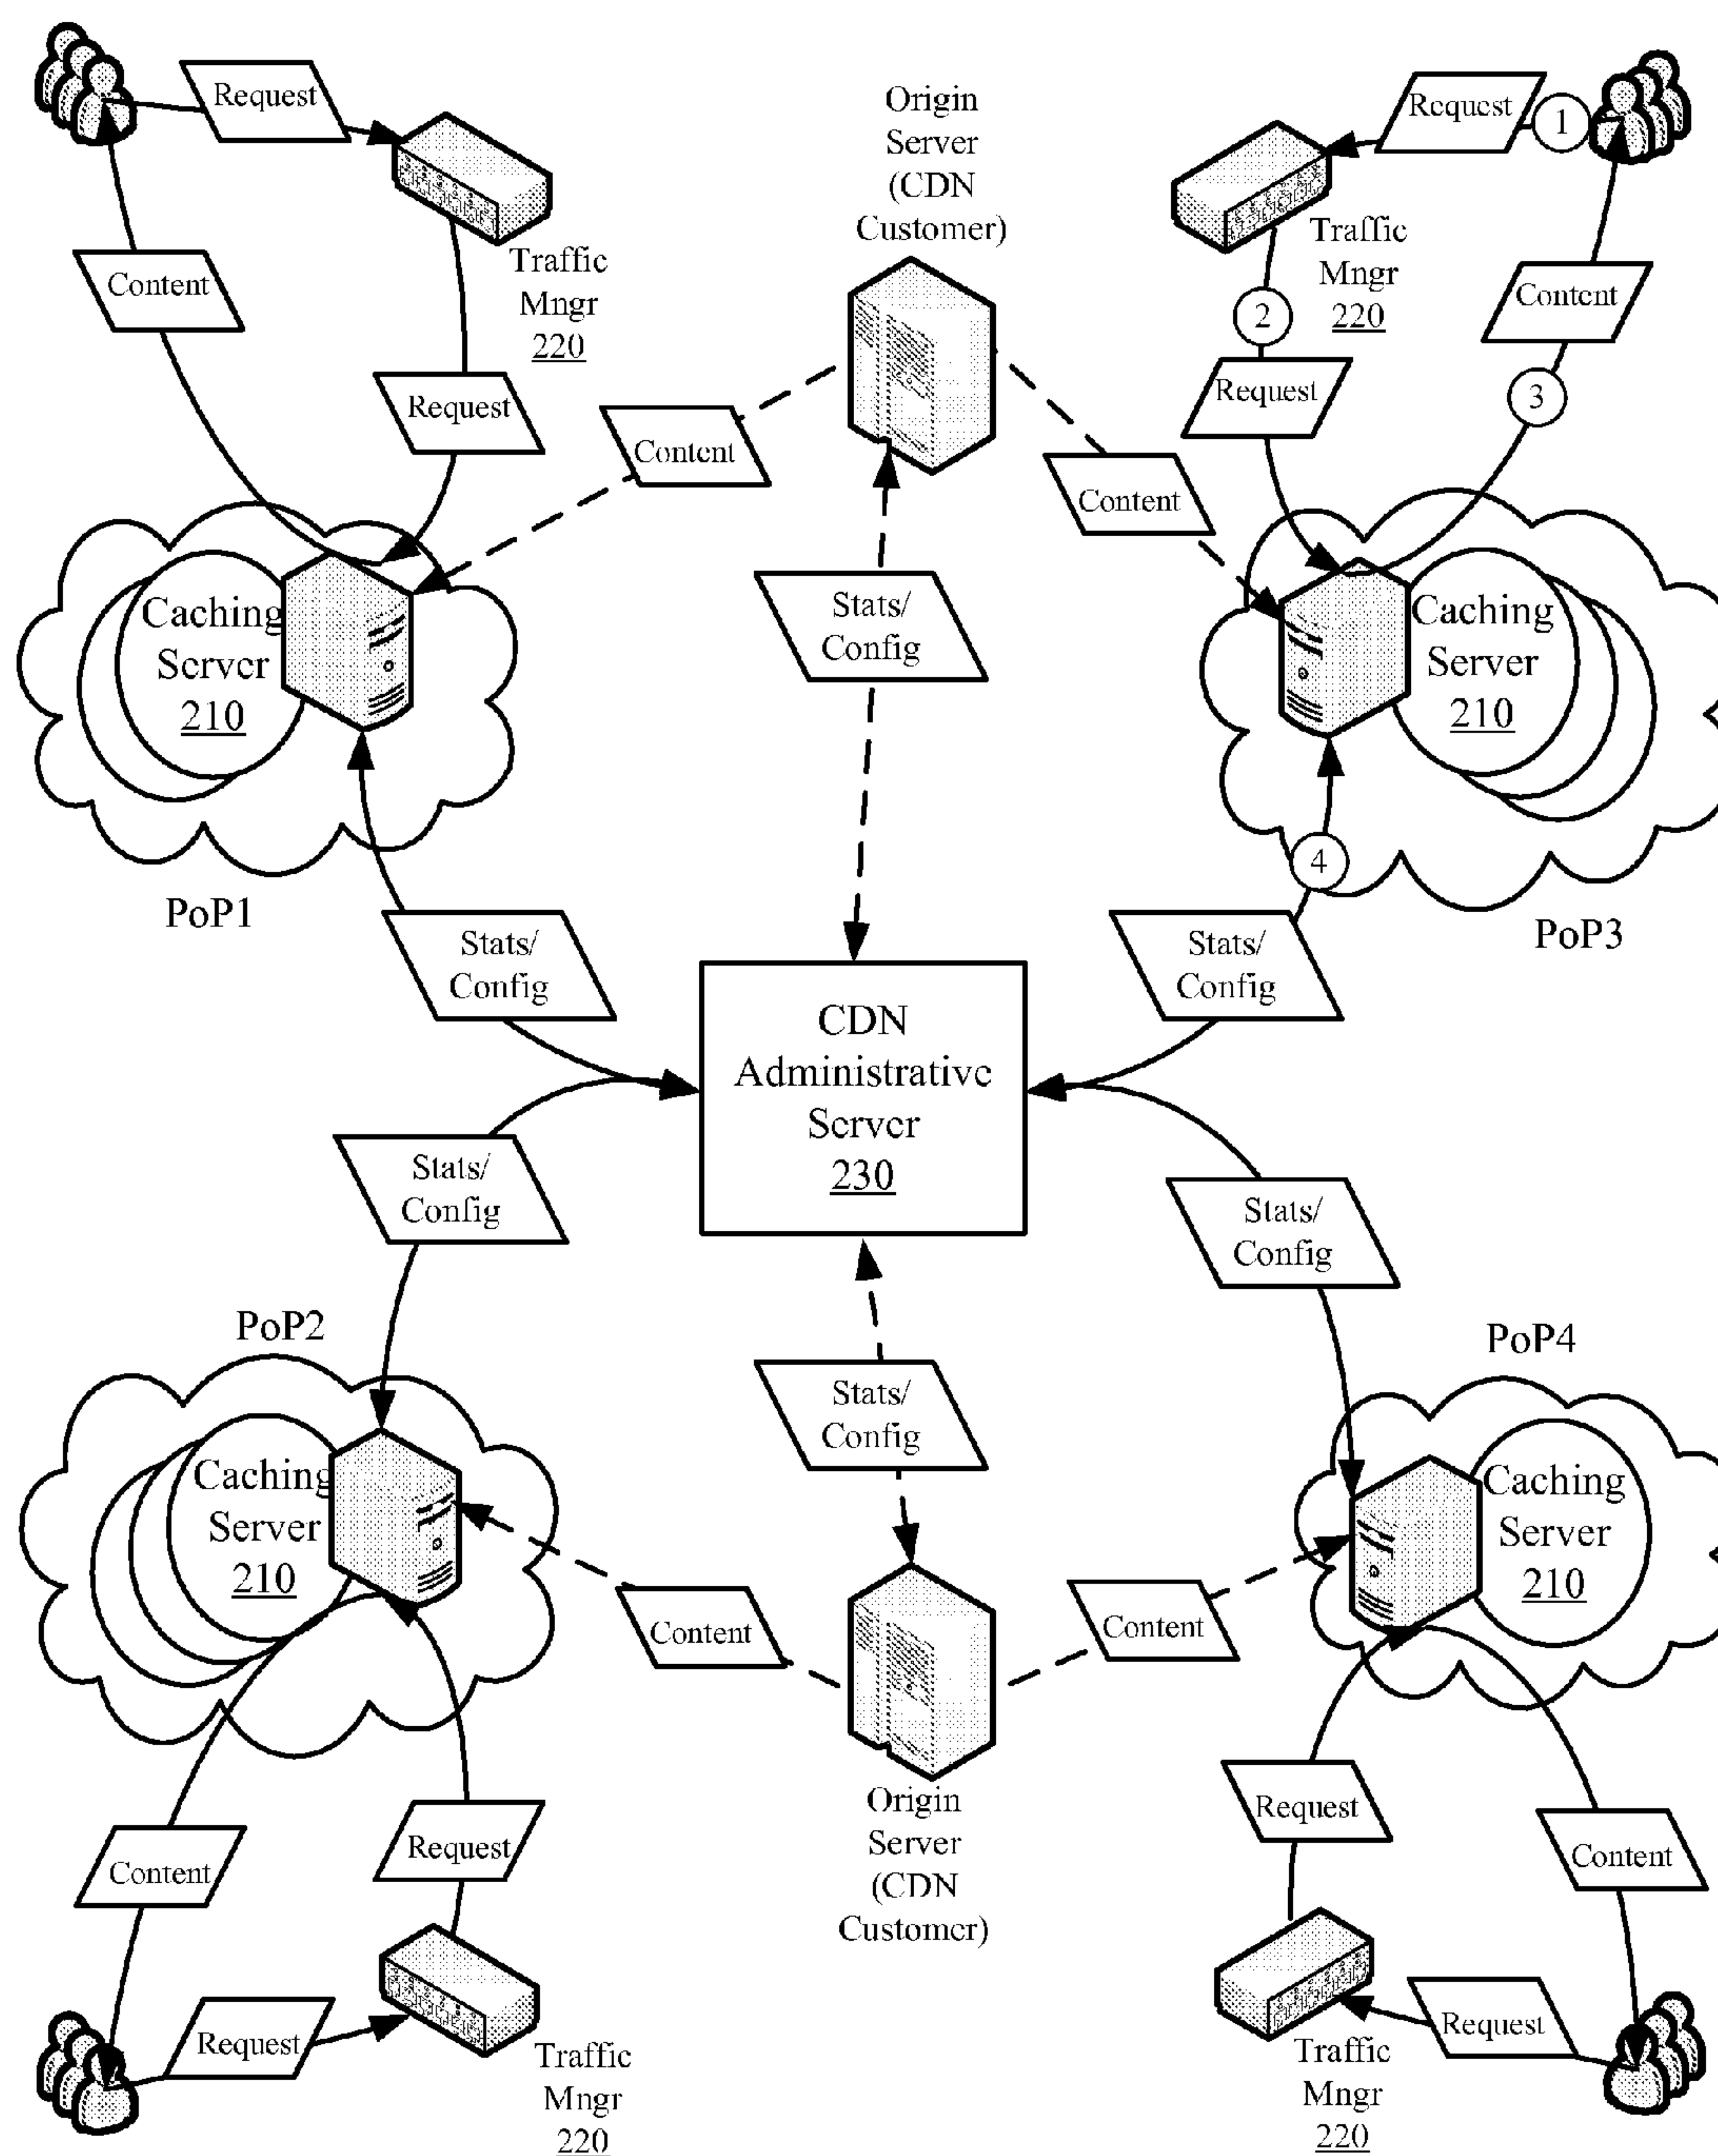 Request
Origin
Server
(CDN
Customer)
Request
1
Traffic
Mngr
220
Content
Traffic
Mngr
220
Content
2
3
Request
Request
Content
Content
Caching
Server
210
Stats/
Config
Caching
Server
210
4
PoP1
PoP3
Stats/
Config
Stats/
Config
CDN
Administrative
Server
230
Stats/
Config
Stats/
Config
PoP2
PoP4
Stats/
Config
Caching
Server
210
Caching
Server
210
Content
Content
Origin
Server
(CDN
Customer)
Request
Content
Request
Content
Request
Traffic
Mngr
220
Request
Traffic
Mngr
220